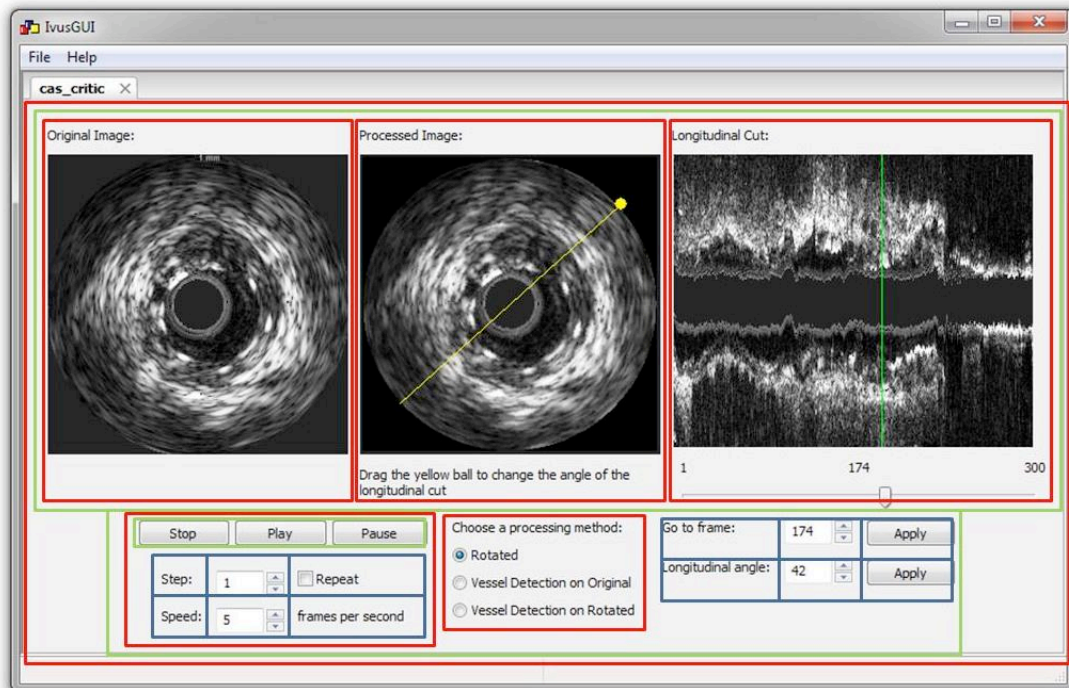 IvusGUI
File Help
cas_critic
Original Image:
Processed Image:
Longitudinal Cut:
1 mm
Drag the yellow ball to change the angle of the
longitudinal cut
1 174 300
Stop Play Pause
Step: 1 Repeat
Speed: 5 frames per second
Choose a processing method:
Rotated
Vessel Detection on Original
Vessel Detection on Rotated
Go to frame: 174 Apply
Longitudinal angle: 42 Apply